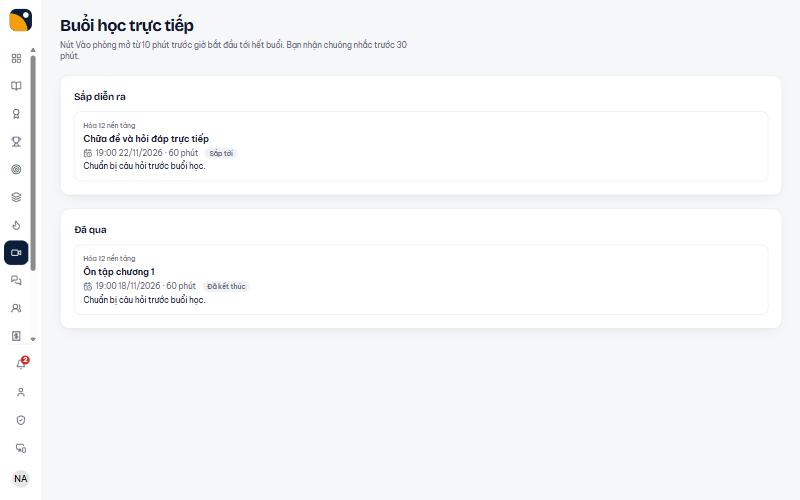 Buổi học trực tiếp
Nút Vào phòng mở từ 10 phút trước giờ bắt đầu tới hết buổi. Bạn nhận chuông nhắc trước 30
phút.
Sắp diễn ra
Hóa 12 nền tảng
Chữa đề và hỏi đáp trực tiếp
19:00 22/11/2026 · 60 phút Sắp tới
Chuẩn bị câu hỏi trước buổi học.
Đã qua
Hóa 12 nền tảng
Ôn tập chương 1
19:00 18/11/2026 · 60 phút Đã kết thúc
Chuẩn bị câu hỏi trước buổi học.
2
NA